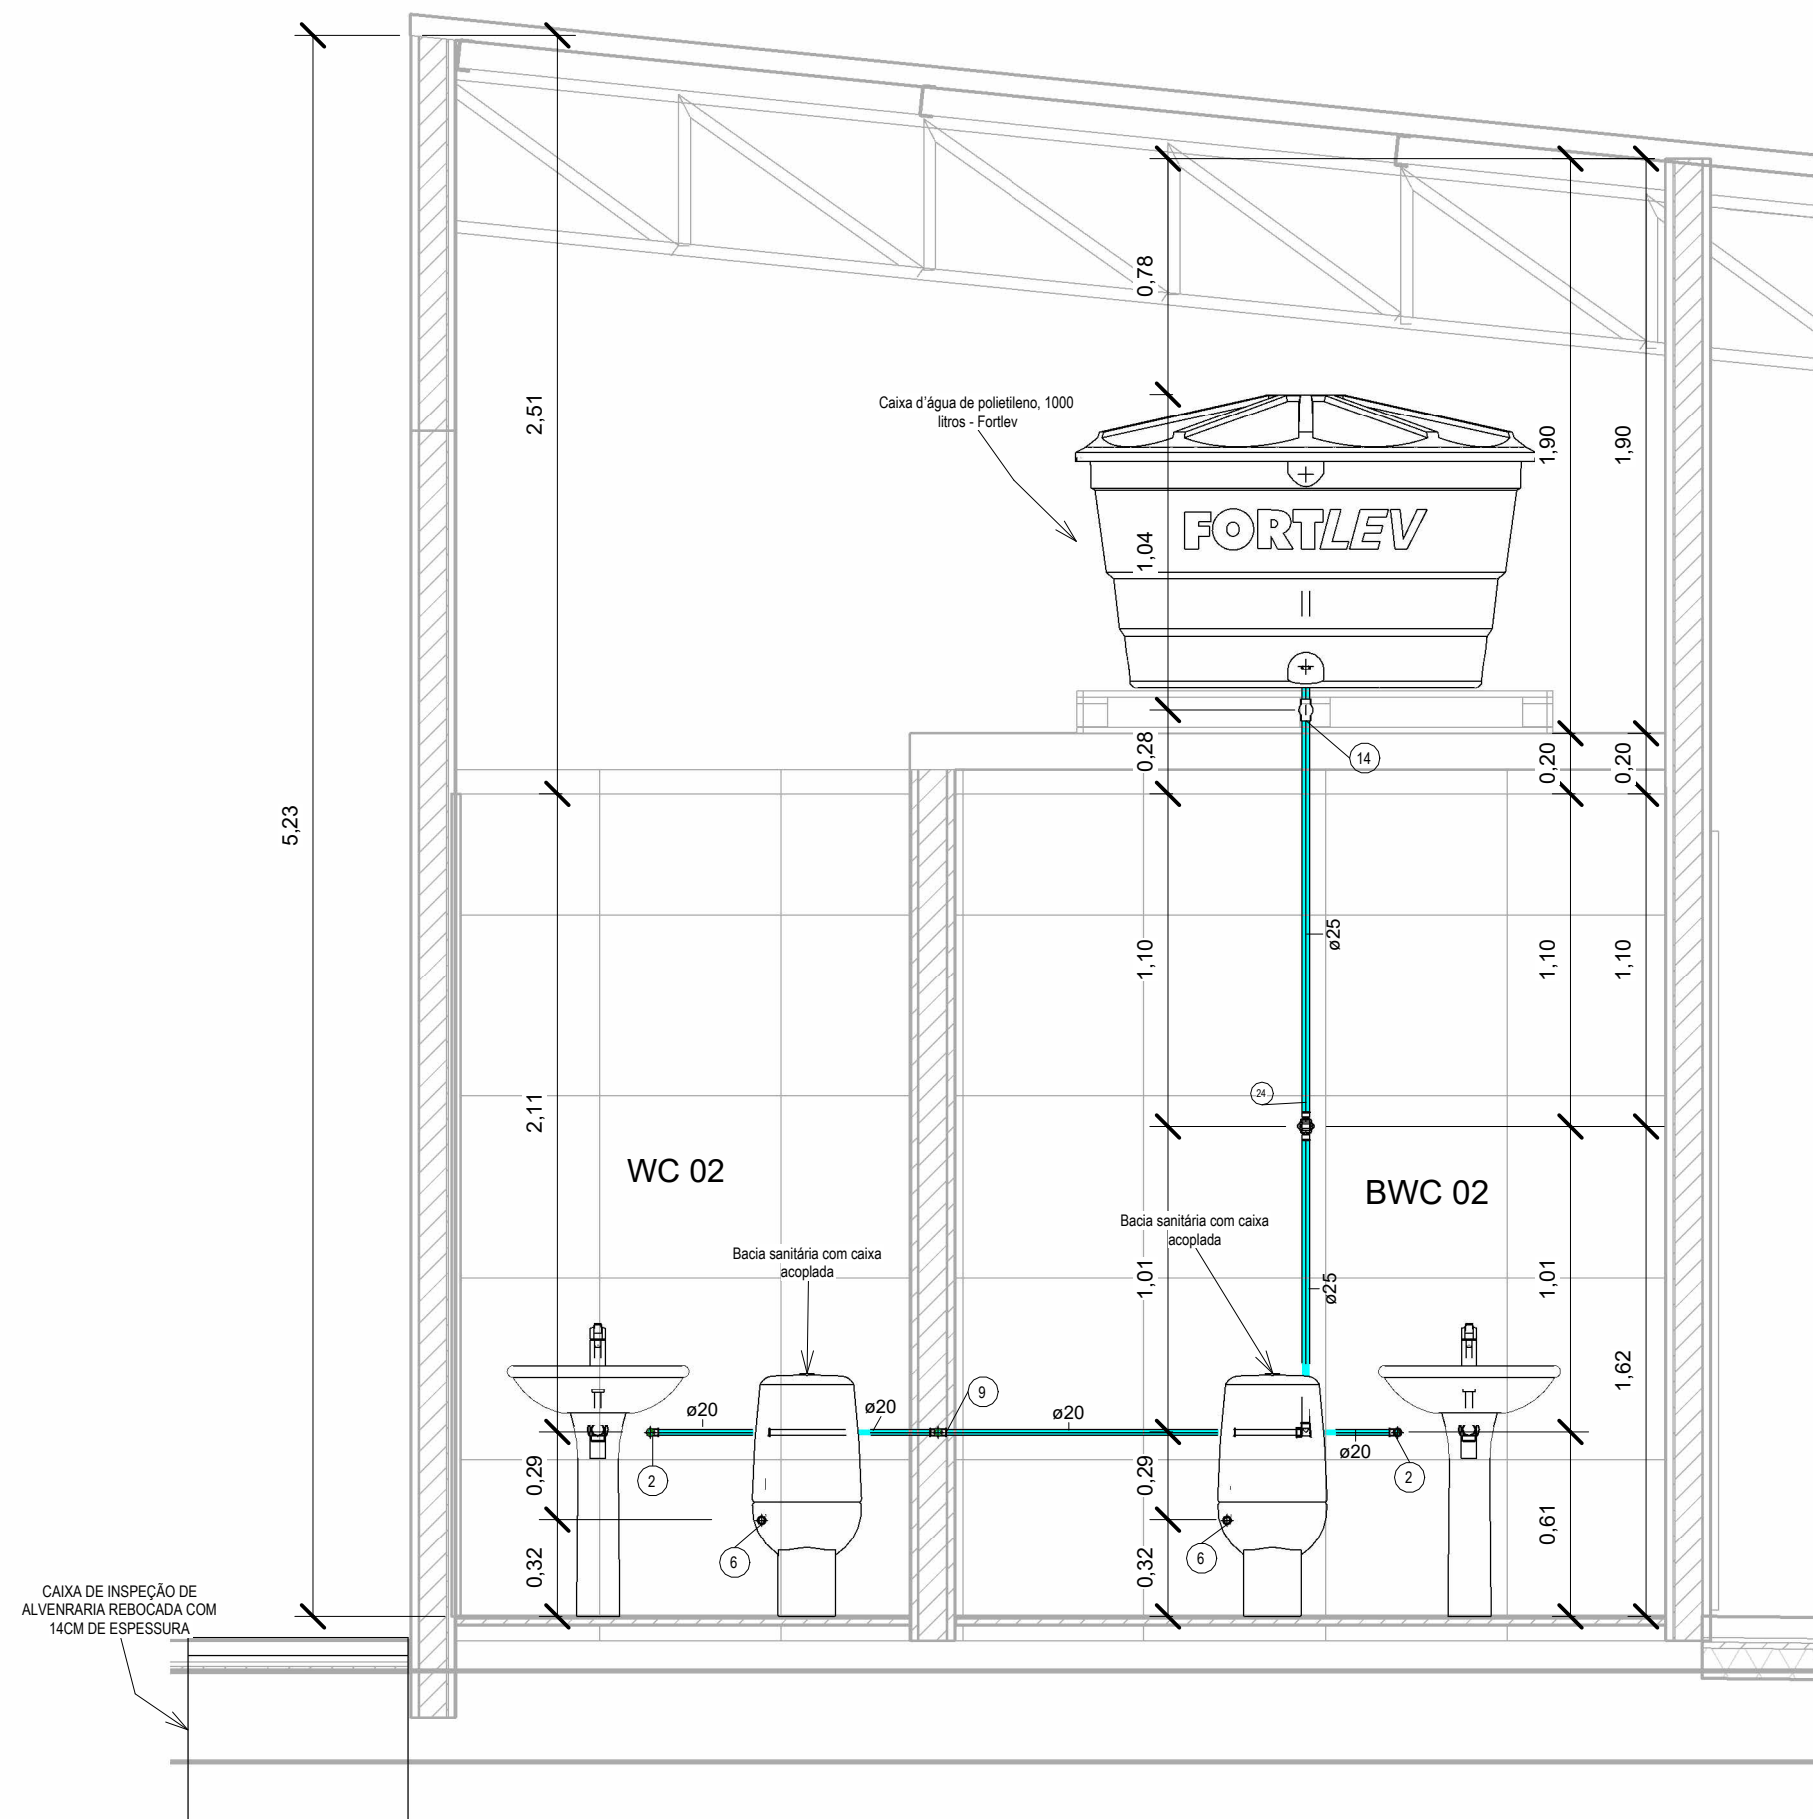 0,78
2,51
Caixa d'água de polietileno, 1000
litros - Fortlev
1,90
1,90
FORTLEV
1,04
0,28
14
0,20
0,20
5,23
ø25
1,10
1,10
1,10
24
2,11
WC 02
BWC 02
Bacia sanitária com caixa
acoplada
Bacia sanitária com caixa
acoplada
1,01
ø25
1,01
1,62
9
ø20
ø20
ø20
ø20
2
2
0,29
0,29
0,61
6
6
0,32
0,32
CAIXA DE INSPEÇÃO DE
ALVENRARIA REBOCADA COM
14CM DE ESPESSURA